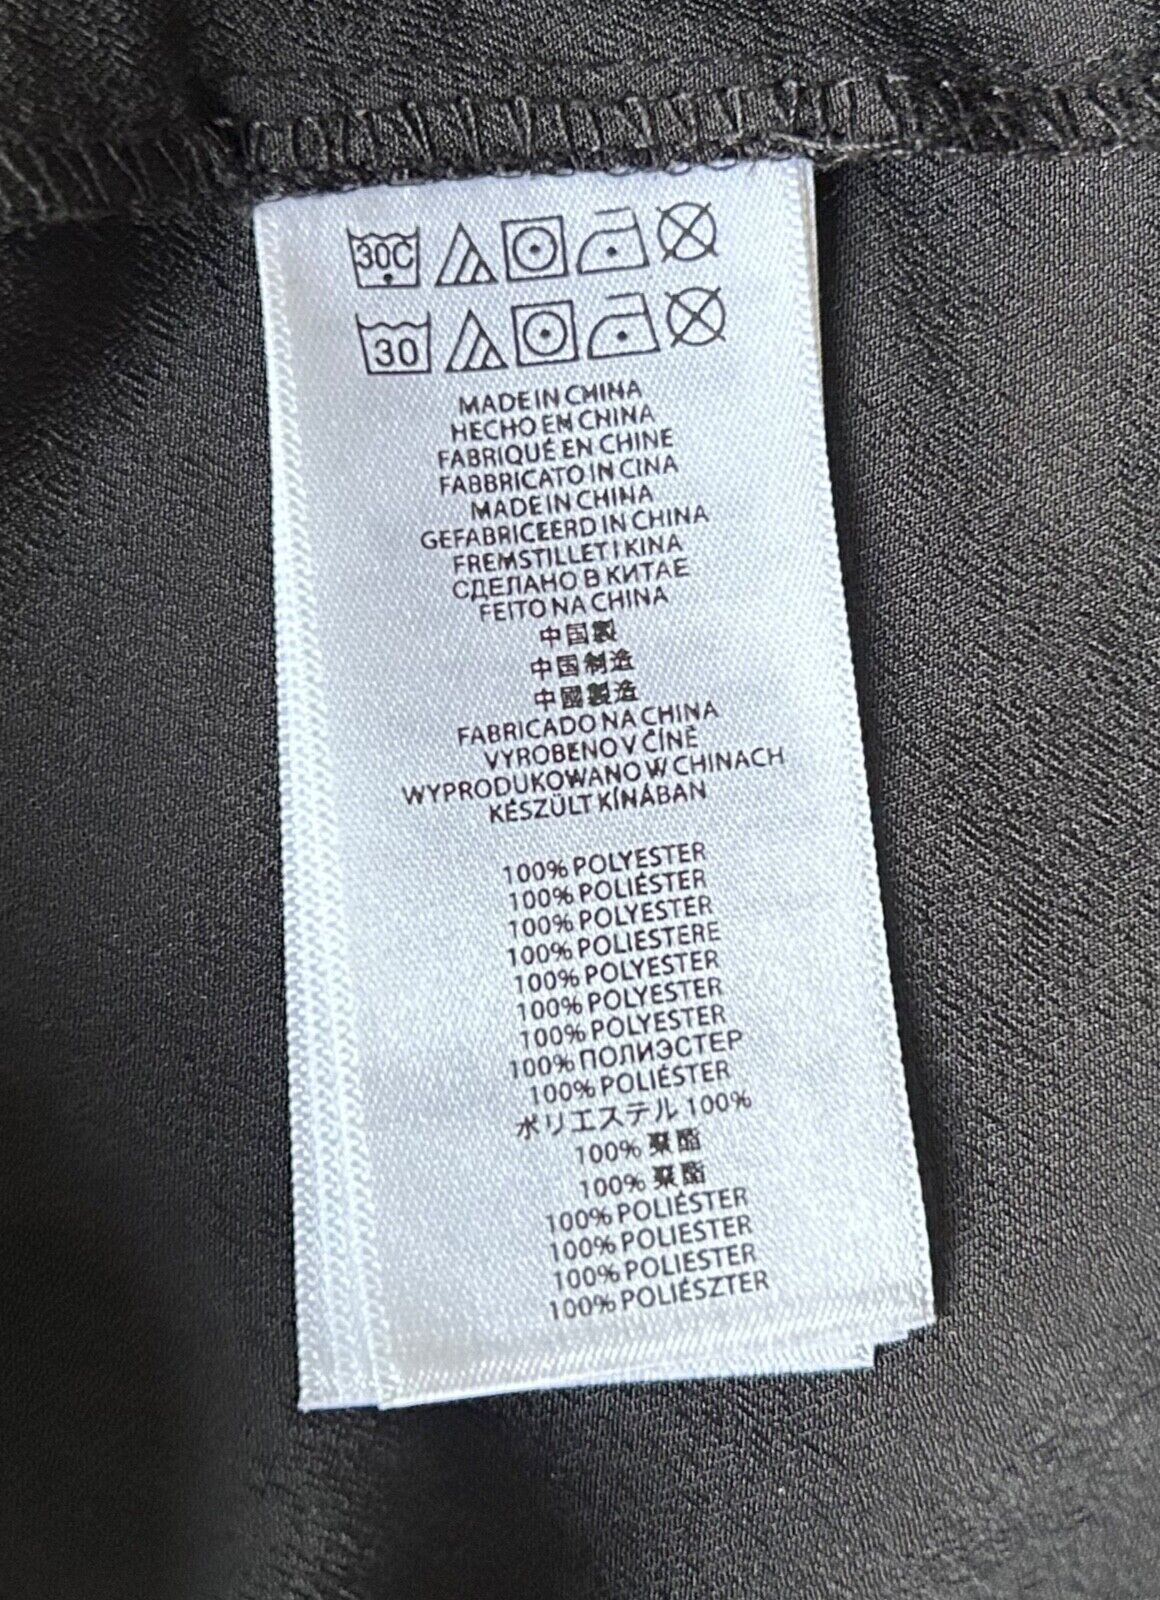 30C
30
MADE IN CHINA
HECHO EN CHINA
FABRIQUÉ EN CHINE
FABBRICATO IN CINA
MADE IN CHINA
GEFABRICEERD IN CHINA
FREMSTILLET I KINA
СДЕЛАНО В КИТАЕ
FEITO NA CHINA
中国製
中国制造
中國製造
FABRICADO NA CHINA
VYROBENO V ČÍNĚ
WYPRODUKOWANO W CHINACH
KÉSZÜLT KÍNÁBAN
100% POLYESTER
100% POLIÉSTER
100% POLYESTER
100% POLIESTERE
100% POLYESTER
100% POLYESTER
100% POLYESTER
100% ПОЛИЭСТЕР
100% POLIÉSTER
ポリエステル 100%
100% 聚酯
100% 聚酯
100% POLIÉSTER
100% POLIÉSTER
100% POLIESTER
100% POLIÉSZTER